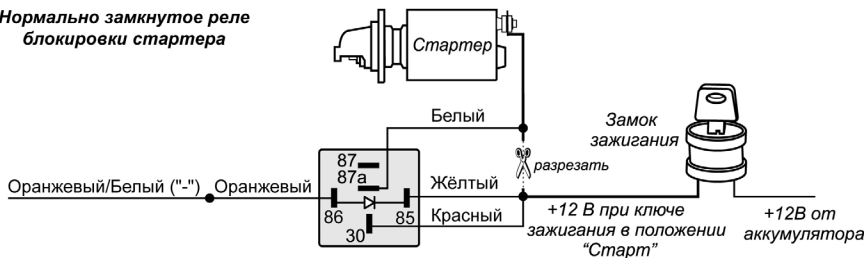 Нормально замкнутое реле
блокировки стартера
Стартер
Белый
Замок
зажигания
разрезать
87
87а
Оранжевый/Белый ("-")
Оранжевый
Жёлтый
86
85
30
Красный
+12 В при ключе
зажигания в положении
“Старт”
+12В от
аккумулятора